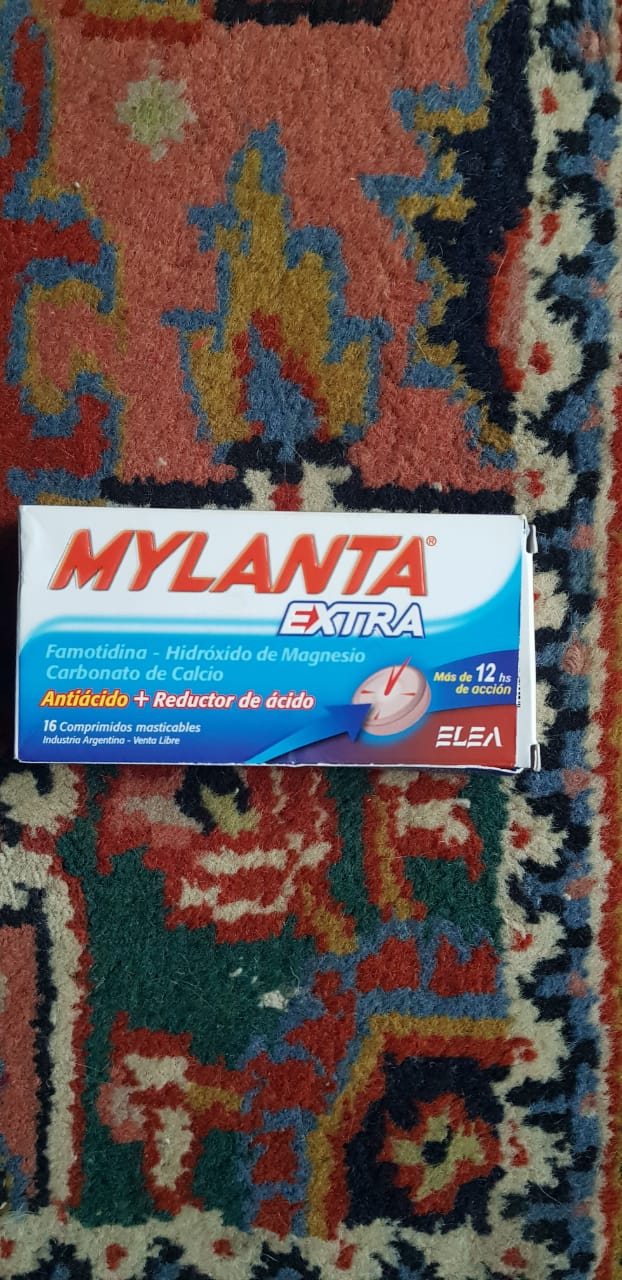 MYLANTA®
EXTRA
Famotidina - Hidróxido de Magnesio
Carbonato de Calcio
Antiácido + Reductor de ácido
16 Comprimidos masticables
Industria Argentina - Venta Libre
Más de 12 hs
de acción
ELEA